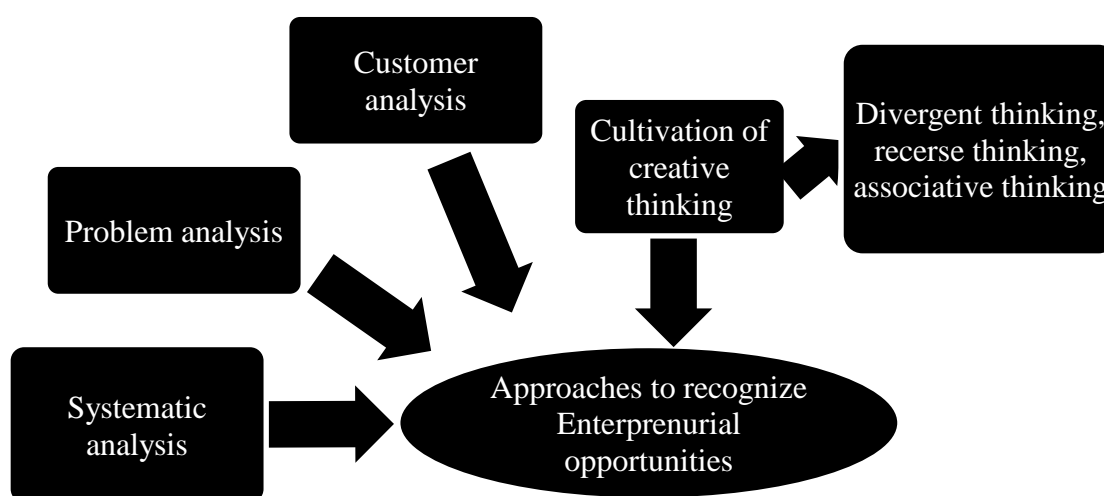 Customer
analysis
Cultivation of
creative
thinking
Divergent thinking,
recerse thinking,
associative thinking
Problem analysis
Systematic
analysis
Approaches to recognize
Enterprenurial
opportunities